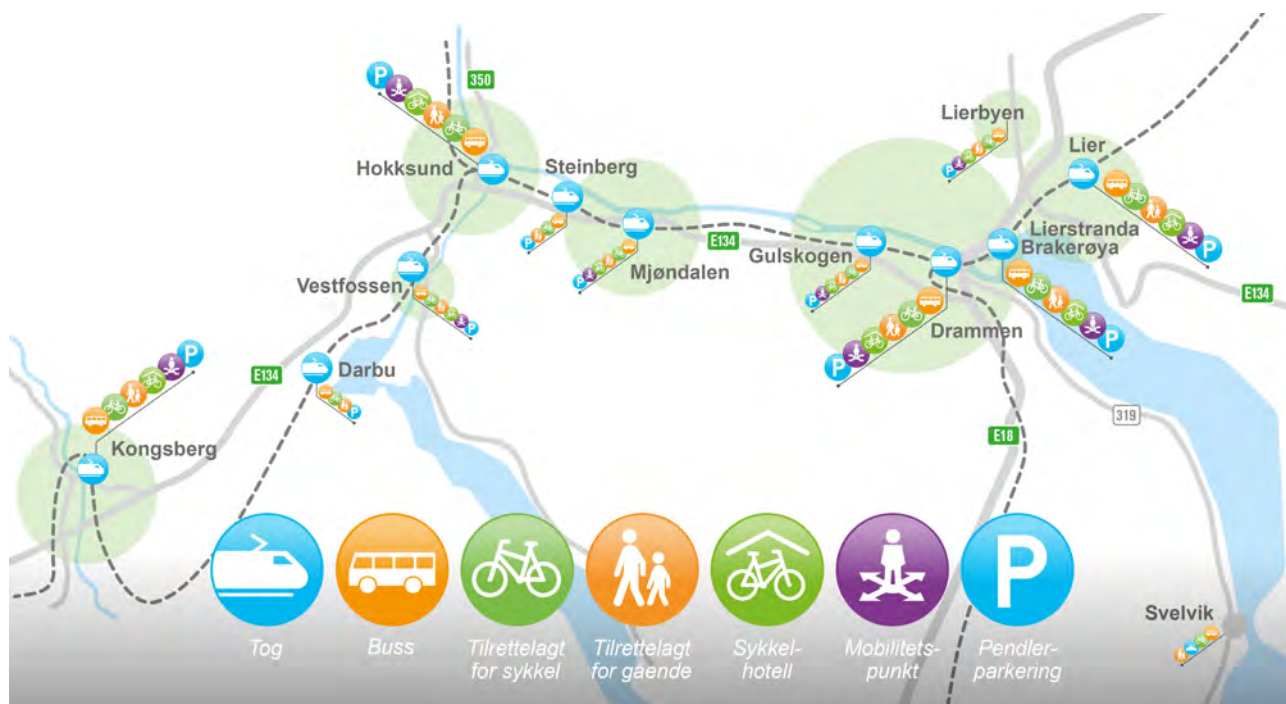 350
Lierbyen
Lier
Hokksund
Steinberg
Lierstranda
Brakerøya
E134
Gulskogen
Mjøndalen
Vestfossen
E134
Drammen
Darbu
E134
319
E18
Kongsberg
P
P
P
P
P
P
P
P
P
P
P
P
Svelvik
Tog
Buss
Tilrettelagt
for sykkel
Tilrettelagt
for gående
Sykkel-
hotell
Mobilitets-
punkt
Pendler-
parkering